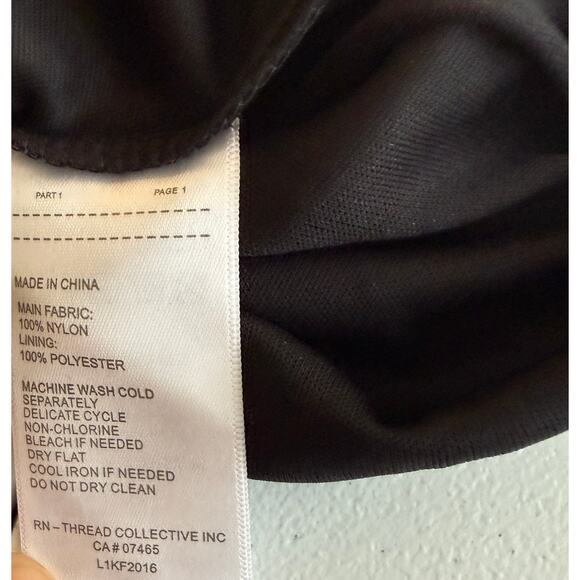 PART 1 PAGE 1
MADE IN CHINA
MAIN FABRIC:
100% NYLON
LINING:
100% POLYESTER
MACHINE WASH COLD
SEPARATELY
DELICATE CYCLE
NON-CHLORINE
BLEACH IF NEEDED
DRY FLAT
COOL IRON IF NEEDED
DO NOT DRY CLEAN
RN – THREAD COLLECTIVE INC
CA# 07465
L1KF2016